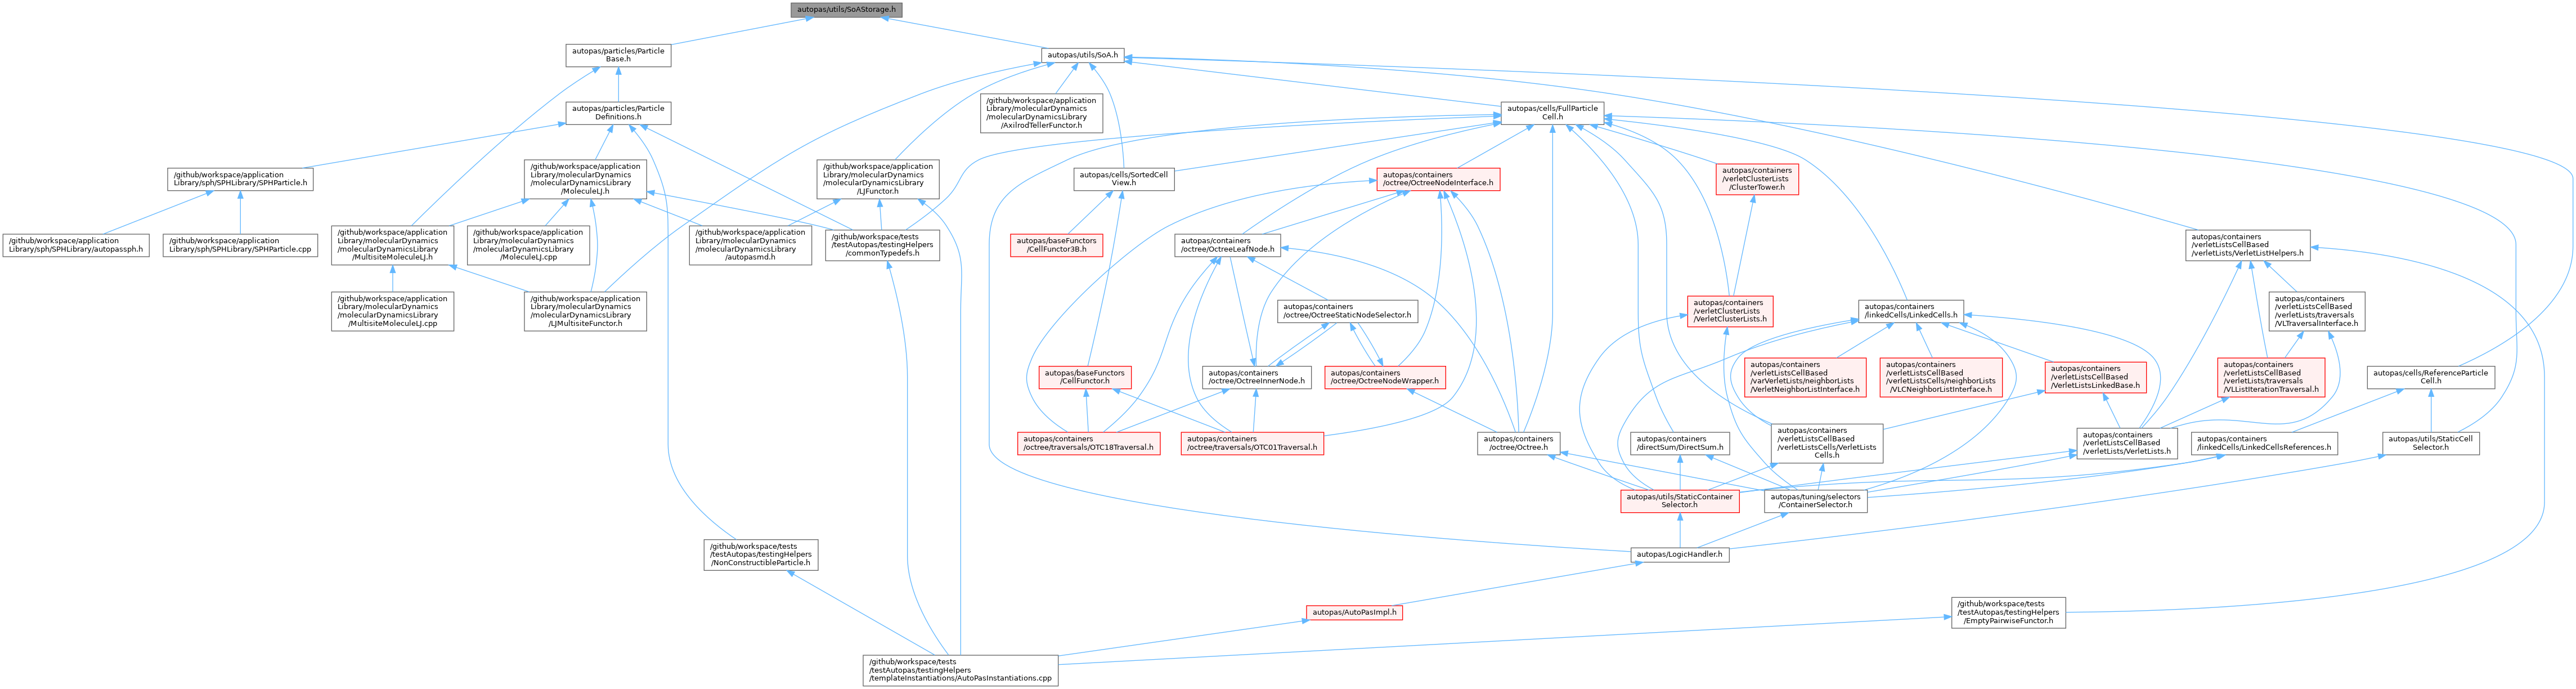 autopas/utils/SoAStorage.h
autopas/particles/Particle
Base.h
autopas/utils/SoA.h
autopas/particles/Particle
Definitions.h
/github/workspace/application
Library/molecularDynamics
/molecularDynamicsLibrary
/AxilrodTellerFunctor.h
autopas/cells/FullParticle
Cell.h
/github/workspace/application
Library/sph/SPHLibrary/SPHParticle.h
/github/workspace/application
Library/molecularDynamics
/molecularDynamicsLibrary
/MoleculeLJ.h
/github/workspace/application
Library/molecularDynamics
/molecularDynamicsLibrary
/LJFunctor.h
autopas/cells/SortedCell
View.h
autopas/containers
/octree/OctreeNodeInterface.h
autopas/containers
/verletClusterLists
/ClusterTower.h
/github/workspace/application
Library/sph/SPHLibrary/autopassph.h
/github/workspace/application
Library/sph/SPHLibrary/SPHParticle.cpp
/github/workspace/application
Library/molecularDynamics
/molecularDynamicsLibrary
/MultisiteMoleculeLJ.h
/github/workspace/application
Library/molecularDynamics
/molecularDynamicsLibrary
/MoleculeLJ.cpp
/github/workspace/application
Library/molecularDynamics
/molecularDynamicsLibrary
/autopasmd.h
/github/workspace/tests
/testAutopas/testingHelpers
/commonTypedefs.h
autopas/baseFunctors
/CellFunctor3B.h
autopas/containers
/octree/OctreeLeafNode.h
autopas/containers
/verletListsCellBased
/verletLists/VerletListHelpers.h
/github/workspace/application
Library/molecularDynamics
/molecularDynamicsLibrary
/MultisiteMoleculeLJ.cpp
/github/workspace/application
Library/molecularDynamics
/molecularDynamicsLibrary
/LJMultisiteFunctor.h
autopas/containers
/octree/OctreeStaticNodeSelector.h
autopas/containers
/verletClusterLists
/VerletClusterLists.h
autopas/containers
/linkedCells/LinkedCells.h
autopas/containers
/verletListsCellBased
/verletLists/traversals
/VLTraversalInterface.h
autopas/baseFunctors
/CellFunctor.h
autopas/containers
/octree/OctreeInnerNode.h
autopas/containers
/octree/OctreeNodeWrapper.h
autopas/containers
/verletListsCellBased
/varVerletLists/neighborLists
/VerletNeighborListInterface.h
autopas/containers
/verletListsCellBased
/verletListsCells/neighborLists
/VLCNeighborListInterface.h
autopas/containers
/verletListsCellBased
/VerletListsLinkedBase.h
autopas/containers
/verletListsCellBased
/verletLists/traversals
/VLListIterationTraversal.h
autopas/cells/ReferenceParticle
Cell.h
autopas/containers
/octree/traversals/OTC18Traversal.h
autopas/containers
/octree/traversals/OTC01Traversal.h
autopas/containers
/octree/Octree.h
autopas/containers
/directSum/DirectSum.h
autopas/containers
/verletListsCellBased
/verletListsCells/VerletLists
Cells.h
autopas/containers
/verletListsCellBased
/verletLists/VerletLists.h
autopas/containers
/linkedCells/LinkedCellsReferences.h
autopas/utils/StaticCell
Selector.h
autopas/utils/StaticContainer
Selector.h
autopas/tuning/selectors
/ContainerSelector.h
/github/workspace/tests
/testAutopas/testingHelpers
/NonConstructibleParticle.h
autopas/LogicHandler.h
autopas/AutoPasImpl.h
/github/workspace/tests
/testAutopas/testingHelpers
/EmptyPairwiseFunctor.h
/github/workspace/tests
/testAutopas/testingHelpers
/templateInstantiations/AutoPasInstantiations.cpp